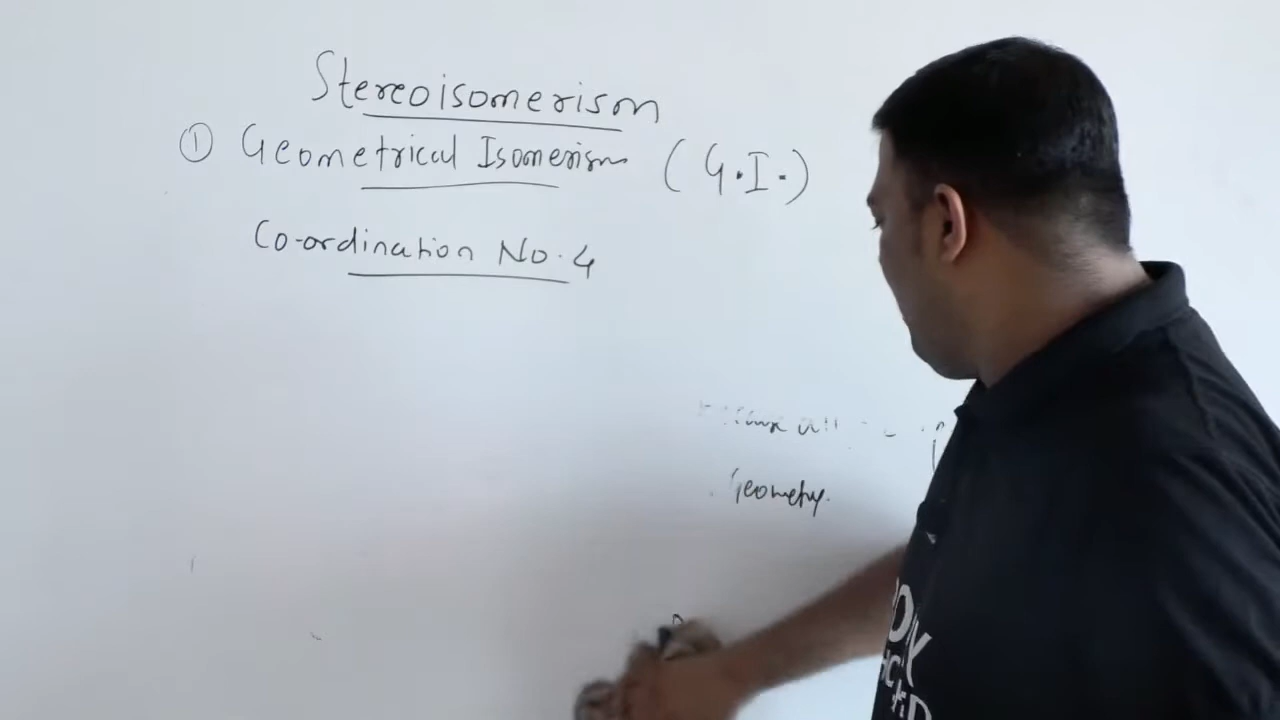 Stereoisomerism
① Geometrical Isomerism (G.I.)
Co-ordination No. 4
Geometry.